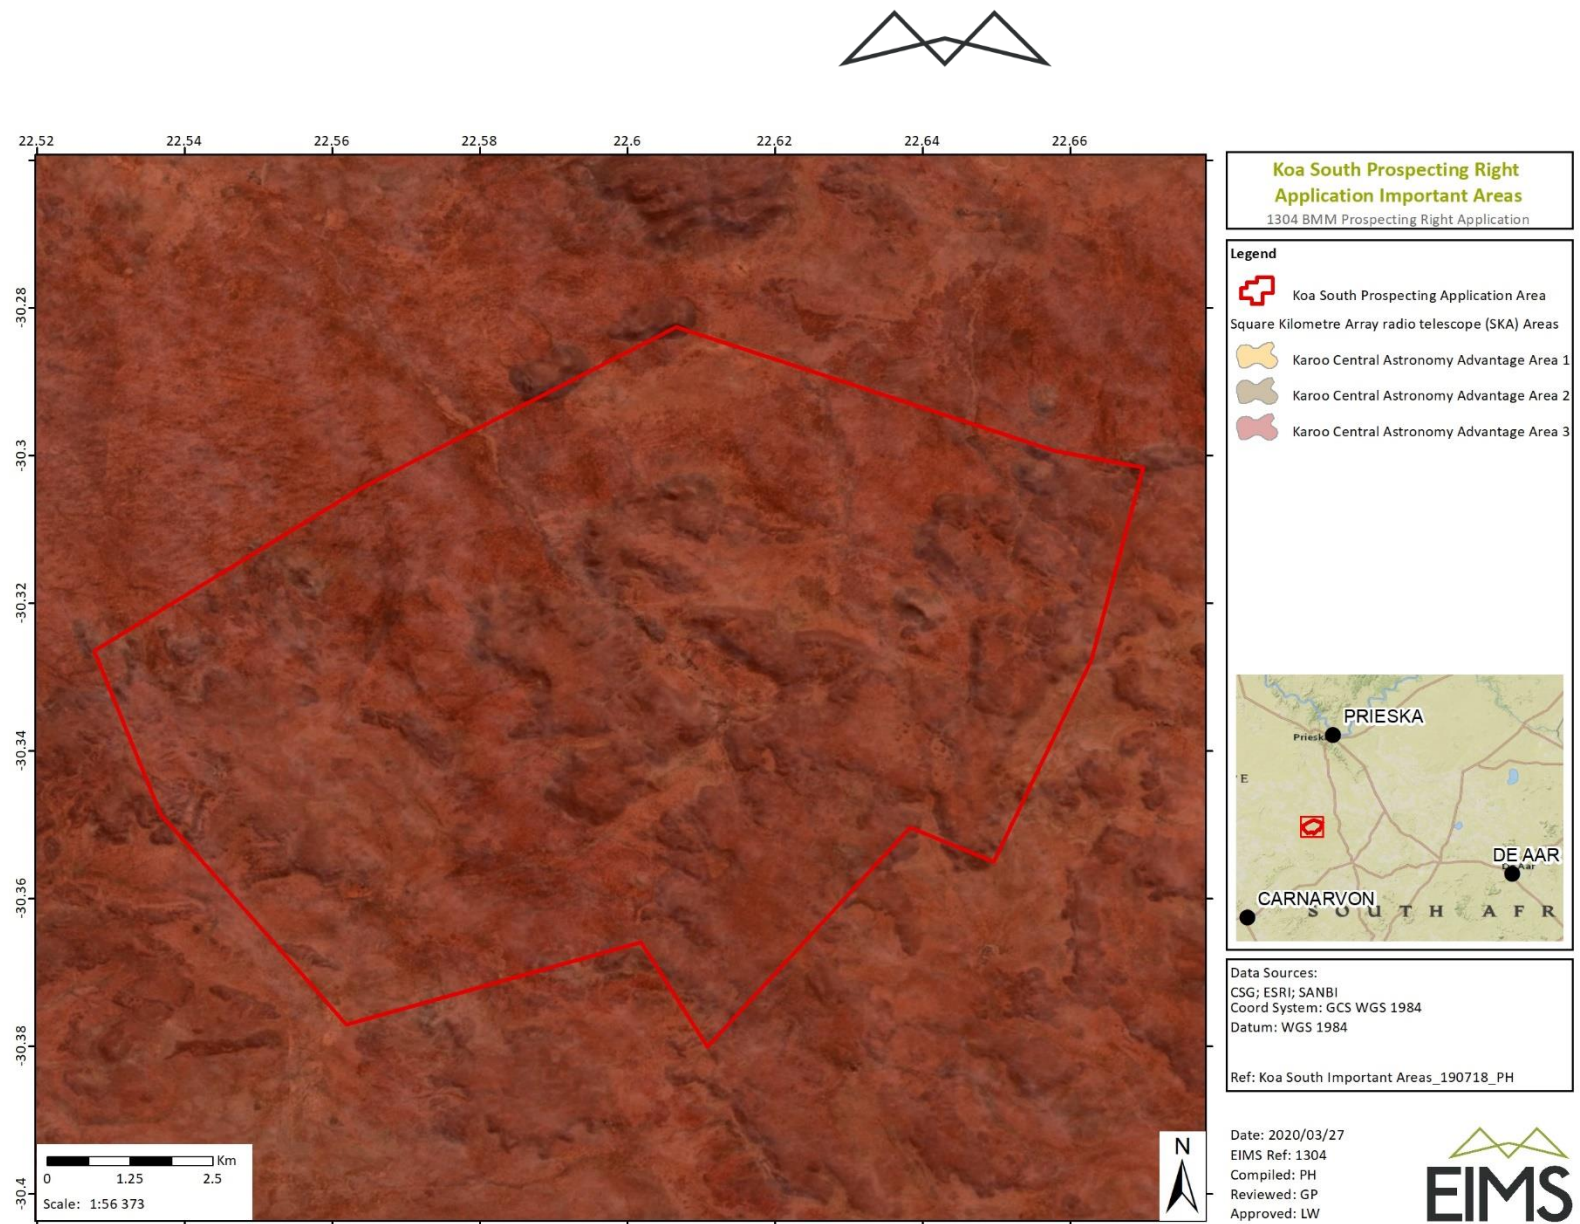 22.52 22.54 22.56 22.58 22.6 22.62 22.64 22.66
-30.28
-30.3
-30.32
-30.34
-30.36
-30.38
-30.4
Km
0 1.25 2.5
Scale: 1:56 373
N
Koa South Prospecting Right
Application Important Areas
1304 BMM Prospecting Right Application
Legend
Koa South Prospecting Application Area
Square Kilometre Array radio telescope (SKA) Areas
Karoo Central Astronomy Advantage Area 1
Karoo Central Astronomy Advantage Area 2
Karoo Central Astronomy Advantage Area 3
PRIESKA
Prieska
E
DE AAR
CARNARVON
SOUTH AFR
Data Sources:
CSG; ESRI; SANBI
Coord System: GCS WGS 1984
Datum: WGS 1984
Ref: Koa South Important Areas_190718_PH
Date: 2020/03/27
EIMS Ref: 1304
Compiled: PH
Reviewed: GP
Approved: LW
EIMS